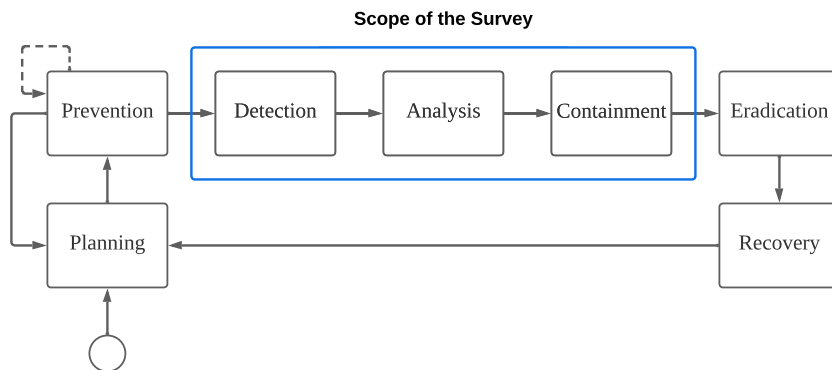 Scope of the Survey
Prevention
Detection
Analysis
Containment
Eradication
Planning
Recovery